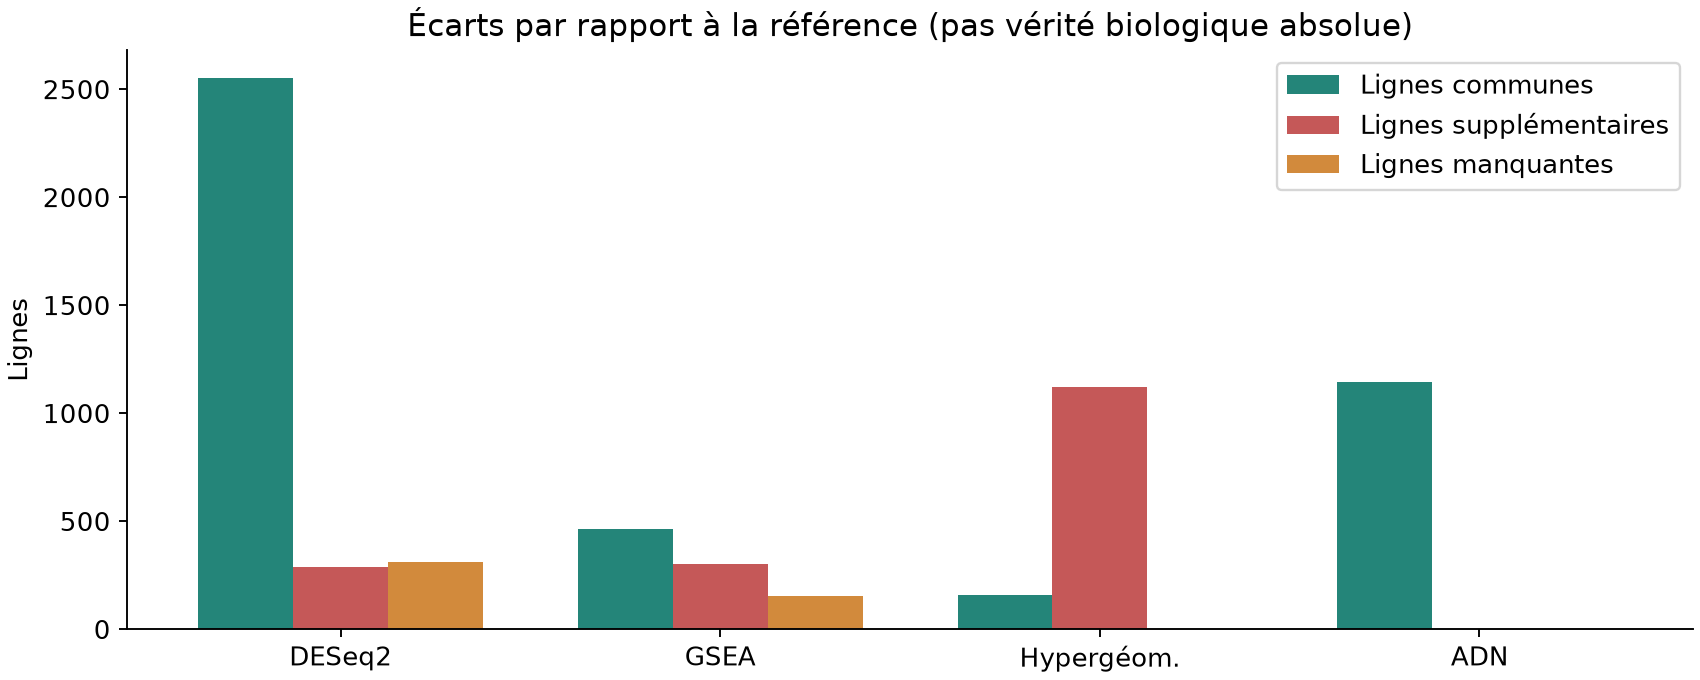 Écarts par rapport à la référence (pas vérité biologique absolue)
Lignes communes
Lignes supplémentaires
Lignes manquantes
Lignes
2500
2000
1500
1000
500
0
DESeq2
GSEA
Hypergéom.
ADN